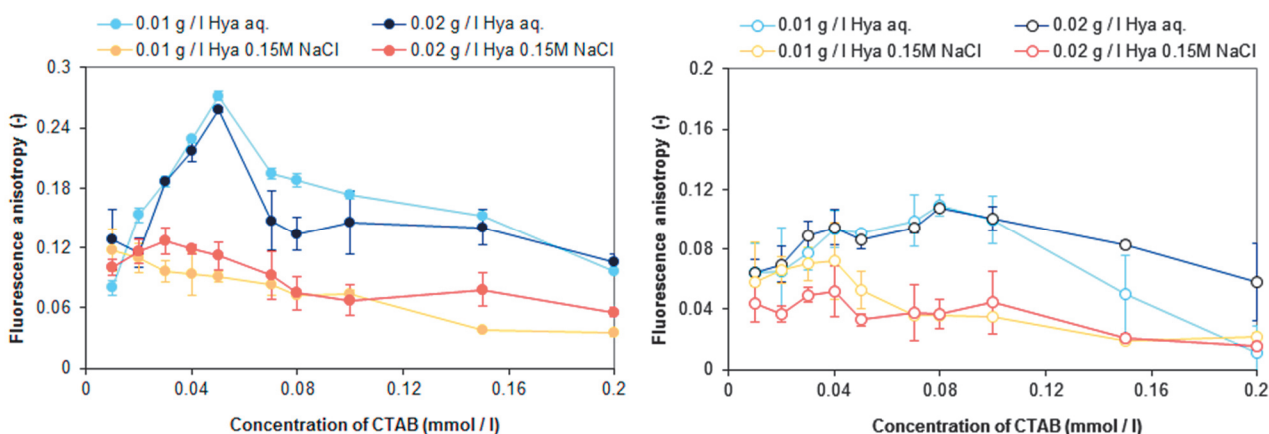 0.01 g / l Hya aq. 0.02 g / l Hya aq.
0.01 g / l Hya 0.15M NaCl 0.02 g / l Hya 0.15M NaCl
0.3
0.24
0.18
0.12
0.06
0
0 0.04 0.08 0.12 0.16 0.2
Fluorescence anisotropy (-)
Concentration of CTAB (mmol / l)
0.01 g / l Hya aq. 0.02 g / l Hya aq.
0.01 g / l Hya 0.15M NaCl 0.02 g / l Hya 0.15M NaCl
0.2
0.16
0.12
0.08
0.04
0
0 0.04 0.08 0.12 0.16 0.2
Fluorescence anisotropy (-)
Concentration of CTAB (mmol / l)